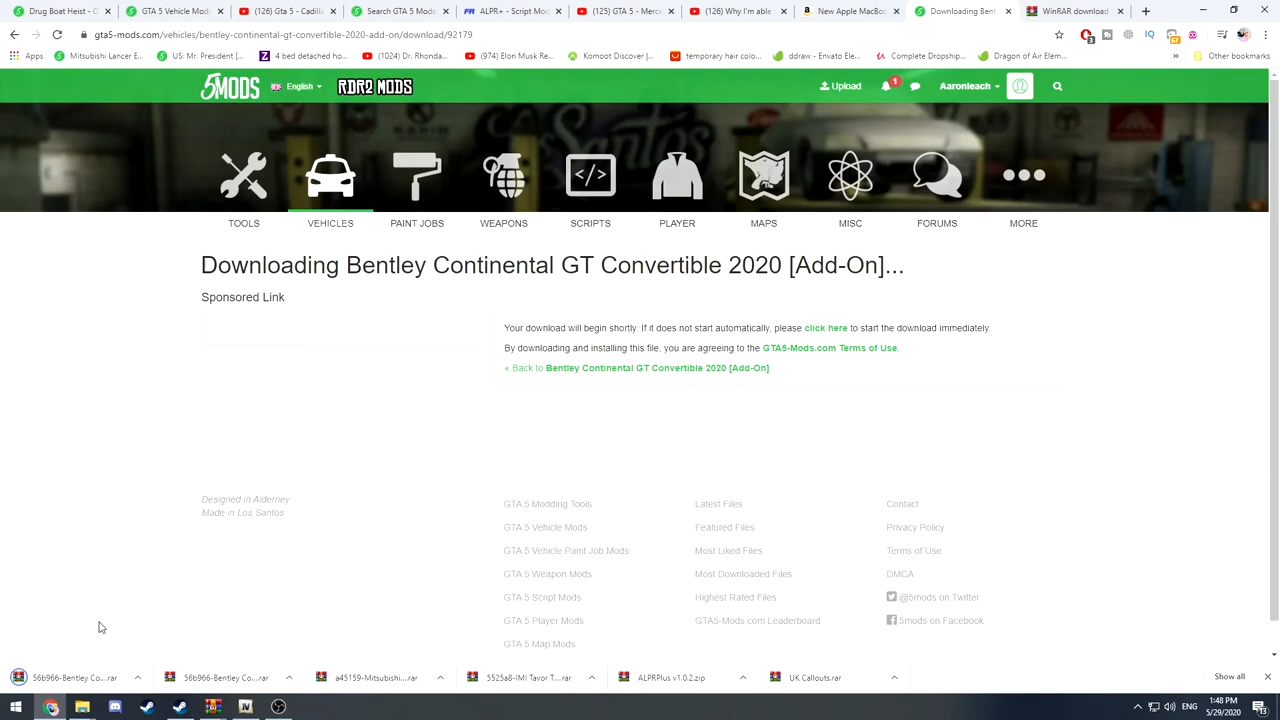 Drug Boat Heist - G
GTA 5 Vehicle Mod
(126) Gta 5 - Cadill
Search GTA 5 Mods
ALPR+ - Script Mod
(125) GTA 5 - Merc
(126) Why I'm able
New Apple MacBo
Downloading Bent
WinRAR download
gta5-mods.com/vehicles/bentley-continental-gt-convertible-2020-add-on/download/92179
Apps
Mitsubishi Lancer E...
US: Mr. President [...
4 bed detached ho...
(1024) Dr. Rhonda...
(974) Elon Musk Re...
Komoot Discover |...
temporary hair colo...
ddraw - Envato Ele...
Complete Dropship...
Dragon of Air Elem...
»
Other bookmarks
5MODS
English
RDR2 MODS
Upload
1
Aaronleach
TOOLS
VEHICLES
PAINT JOBS
WEAPONS
SCRIPTS
PLAYER
MAPS
MISC
FORUMS
MORE
Downloading Bentley Continental GT Convertible 2020 [Add-On]...
Sponsored Link
Your download will begin shortly. If it does not start automatically, please click here to start the download immediately.
By downloading and installing this file, you are agreeing to the GTA5-Mods.com Terms of Use.
« Back to Bentley Continental GT Convertible 2020 [Add-On]
Designed in Alderney
Made in Los Santos
GTA 5 Modding Tools
GTA 5 Vehicle Mods
GTA 5 Vehicle Paint Job Mods
GTA 5 Weapon Mods
GTA 5 Script Mods
GTA 5 Player Mods
GTA 5 Map Mods
Latest Files
Featured Files
Most Liked Files
Most Downloaded Files
Highest Rated Files
GTA5-Mods.com Leaderboard
Contact
Privacy Policy
Terms of Use
DMCA
@5mods on Twitter
5mods on Facebook
56b966-Bentley Co....rar
56b966-Bentley Co....rar
a45159-Mitsubishi....rar
5525a8-IMI Tavor T....rar
ALPRPlus v1.0.2.zip
UK Callouts.rar
Show all
ENG
1:48 PM
5/29/2020
13